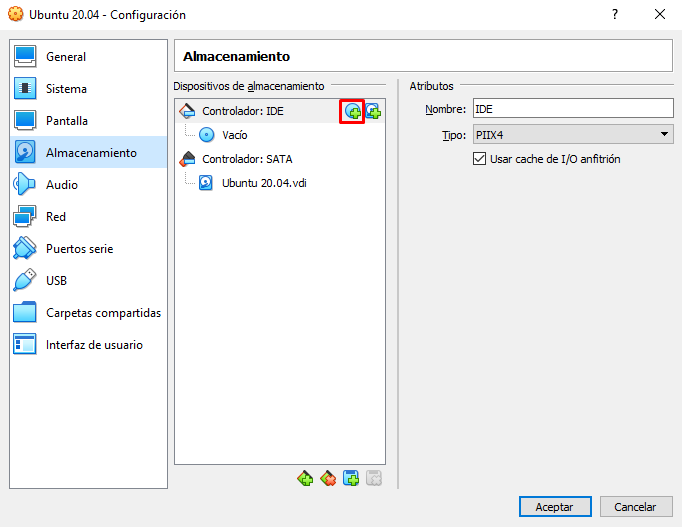 Ubuntu 20.04 - Configuración
General
Sistema
Pantalla
Almacenamiento
Audio
Red
Puertos serie
USB
Carpetas compartidas
Interfaz de usuario
Almacenamiento
Dispositivos de almacenamiento
Controlador: IDE
Vacío
Controlador: SATA
Ubuntu 20.04.vdi
Atributos
Nombre: IDE
Tipo: PIIX4
Usar cache de I/O anfitrión
Aceptar
Cancelar